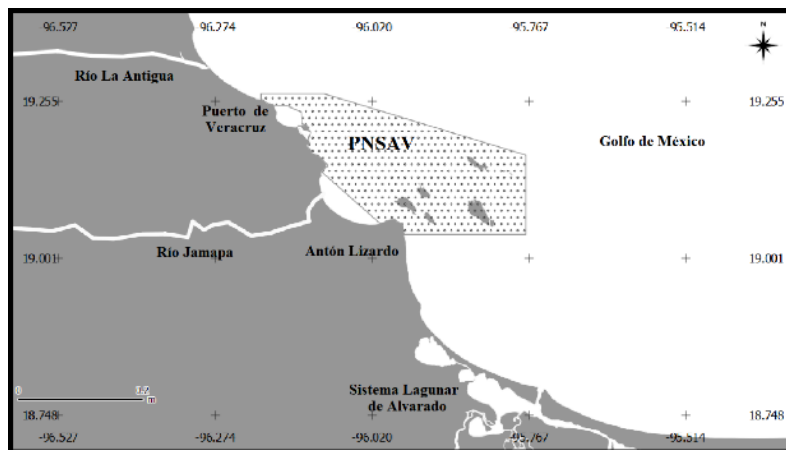 -96.527 -96.274 -96.020 -95.767 -95.514
N
Río La Antigua
19.255 19.255
Puerto de
Veracruz
PNSAV
Golfo de México
Río Jamapa
Antón Lizardo
19.001 19.001
0 0.2
m
Sistema Lagunar
de Alvarado
18.748 18.748
-96.527 -96.274 -96.020 -95.767 -95.514